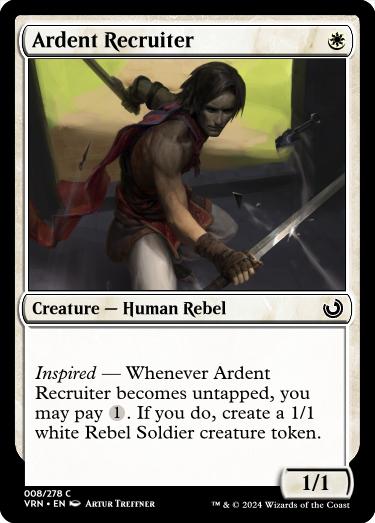 Ardent Recruiter
Creature — Human Rebel
Inspired — Whenever Ardent
Recruiter becomes untapped, you
may pay 1. If you do, create a 1/1
white Rebel Soldier creature token.
1/1
008/278 C
VRN • EN Artur Treffner
™ & © 2024 Wizards of the Coast